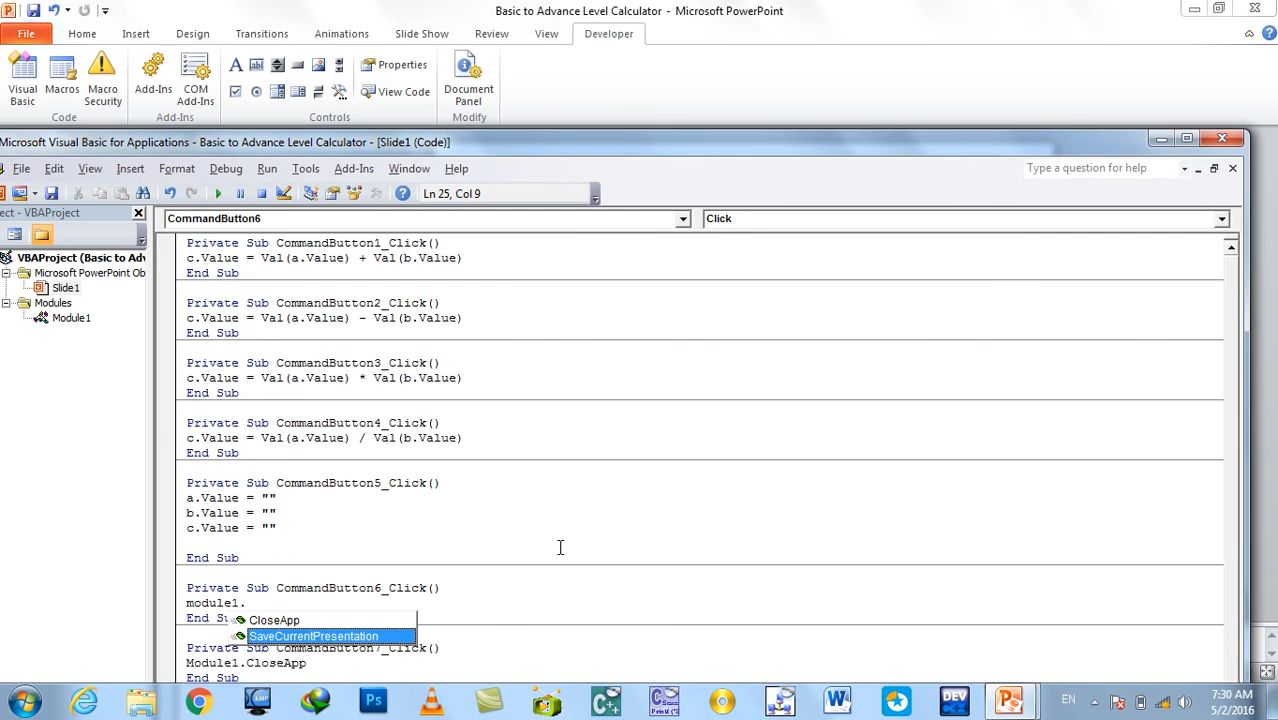 Basic to Advance Level Calculator - Microsoft PowerPoint
File Home Insert Design Transitions Animations Slide Show Review View Developer
Visual Basic
Macros
Macro Security
Add-Ins
COM Add-Ins
Properties
View Code
Document Panel
Code Add-Ins Controls Modify
Microsoft Visual Basic for Applications - Basic to Advance Level Calculator - [Slide1 (Code)]
File Edit View Insert Format Debug Run Tools Add-Ins Window Help Type a question for help
Ln 25, Col 9
ect - VBAProject
CommandButton6 Click
VBAProject (Basic to Adv
Microsoft PowerPoint Ob
Slide1
Modules
Module1
Private Sub CommandButton1_Click()
c.Value = Val(a.Value) + Val(b.Value)
End Sub
Private Sub CommandButton2_Click()
c.Value = Val(a.Value) - Val(b.Value)
End Sub
Private Sub CommandButton3_Click()
c.Value = Val(a.Value) * Val(b.Value)
End Sub
Private Sub CommandButton4_Click()
c.Value = Val(a.Value) / Val(b.Value)
End Sub
Private Sub CommandButton5_Click()
a.Value = ""
b.Value = ""
c.Value = ""
End Sub
Private Sub CommandButton6_Click()
module1.
End Su
CloseApp
SaveCurrentPresentation
Private Sub CommandButton7_Click()
Module1.CloseApp
End Sub
EN
7:30 AM
5/2/2016